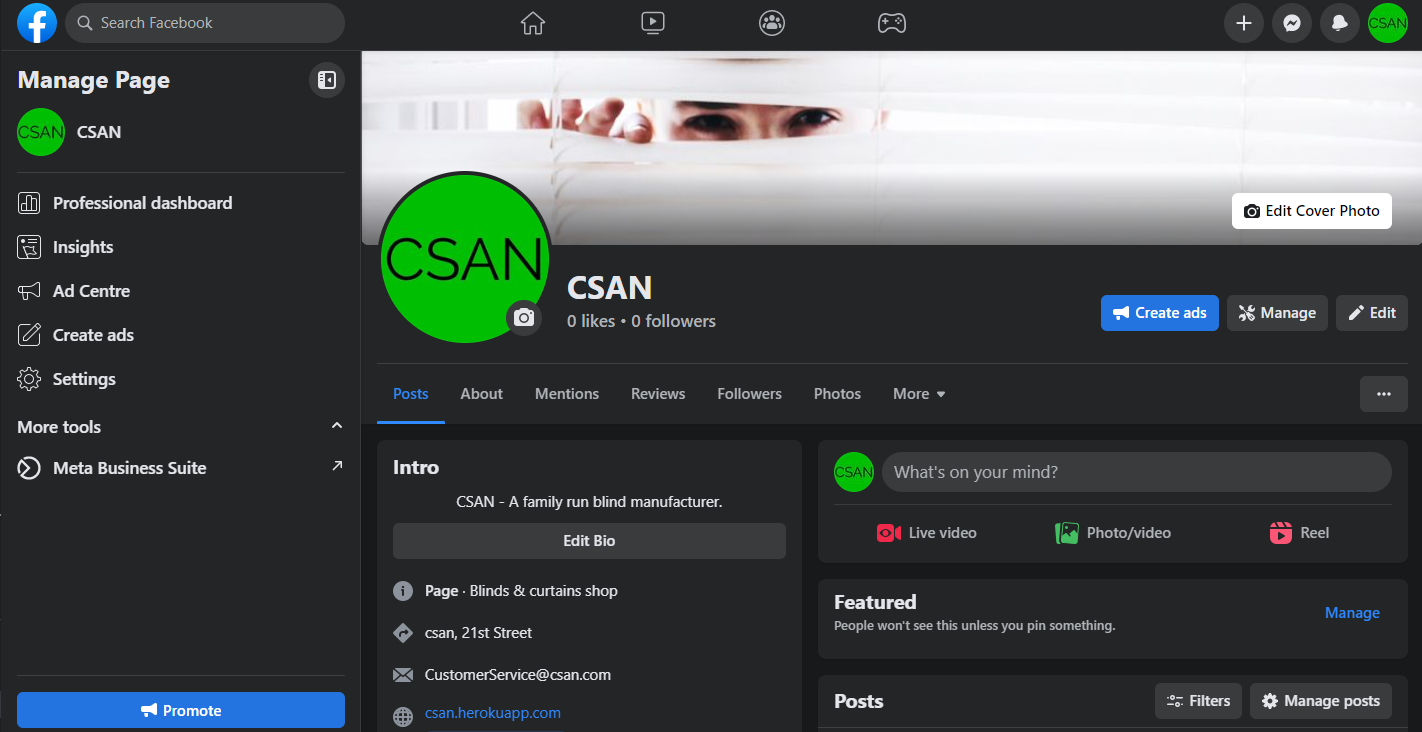 Search Facebook
CSAN
Manage Page
CSAN
CSAN
Professional dashboard
Insights
Ad Centre
Create ads
Settings
More tools
Meta Business Suite
Promote
Edit Cover Photo
CSAN
CSAN
0 likes • 0 followers
Create ads
Manage
Edit
Posts
About
Mentions
Reviews
Followers
Photos
More
Intro
CSAN - A family run blind manufacturer.
Edit Bio
Page · Blinds & curtains shop
csan, 21st Street
CustomerService@csan.com
csan.herokuapp.com
CSAN
What's on your mind?
Live video
Photo/video
Reel
Featured
People won't see this unless you pin something.
Manage
Posts
Filters
Manage posts